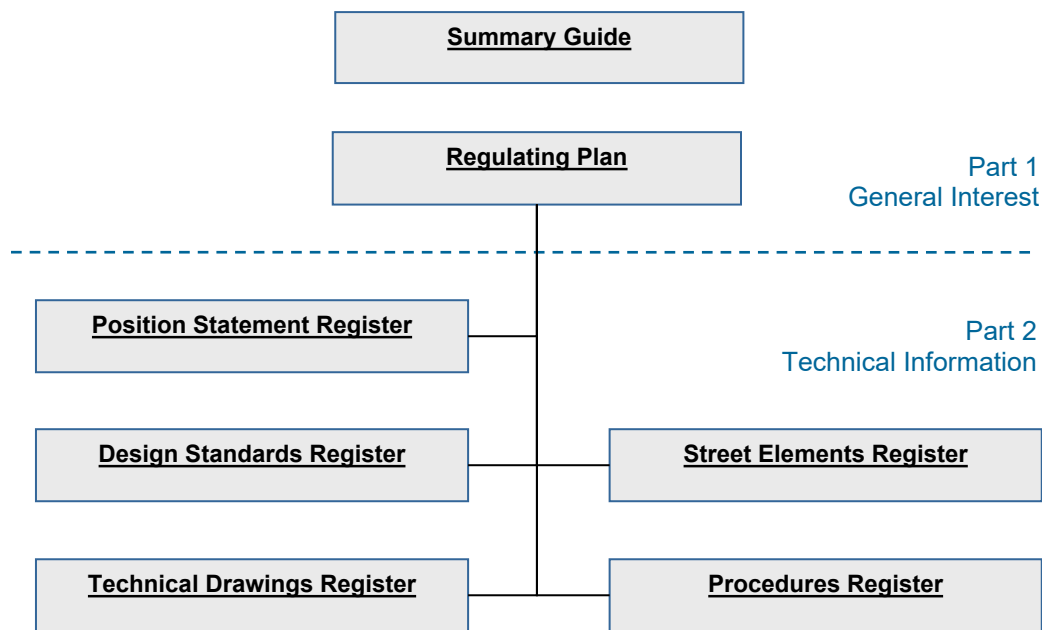 Summary Guide
Regulating Plan
Part 1
General Interest
Position Statement Register
Part 2
Technical Information
Design Standards Register
Street Elements Register
Technical Drawings Register
Procedures Register